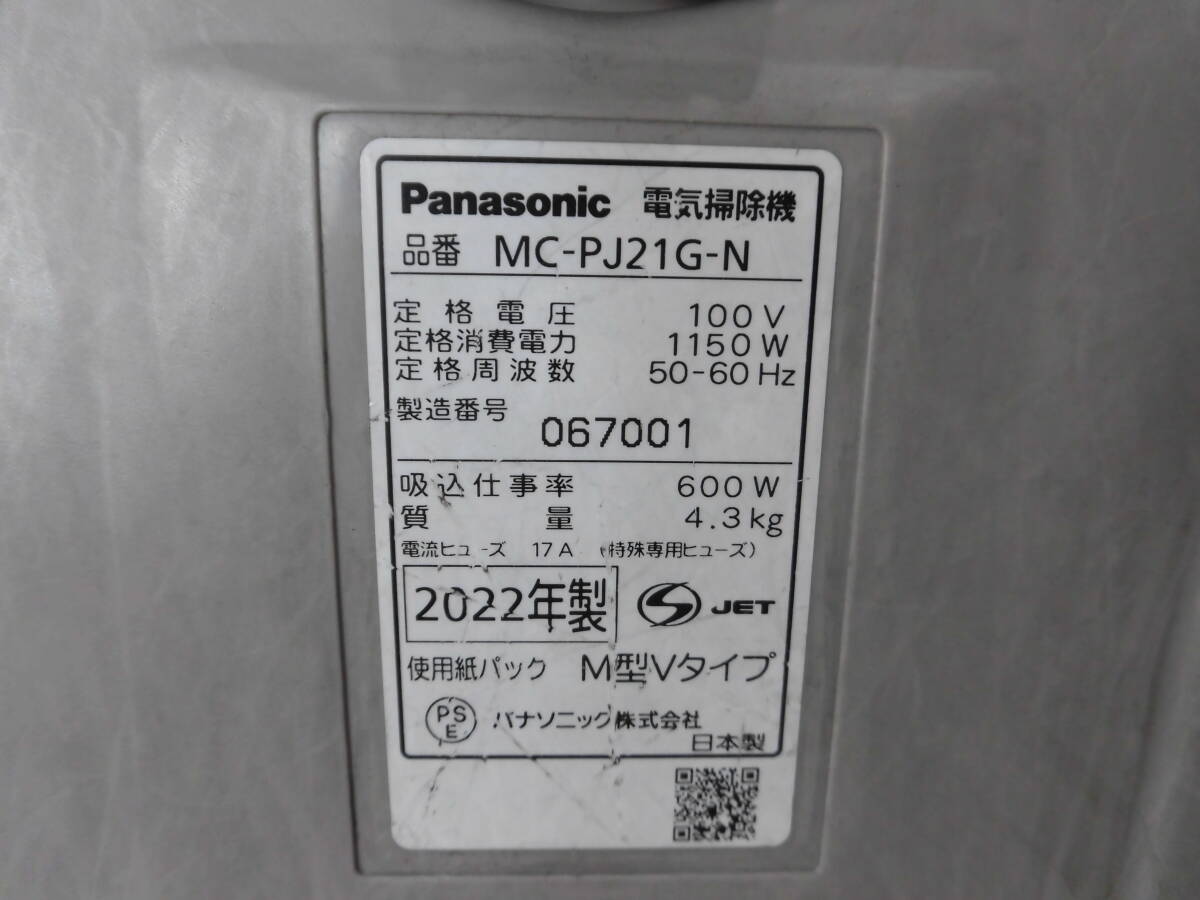 Panasonic 電気掃除機
品番 MC-PJ21G-N
定格電圧 100V
定格消費電力 1150W
定格周波数 50-60Hz
製造番号 067001
吸込仕事率 600W
質量 4.3kg
電流ヒューズ 17A (特殊専用ヒューズ)
2022年製 S JET
使用紙パック M型Vタイプ
PSE パナソニック株式会社
日本製